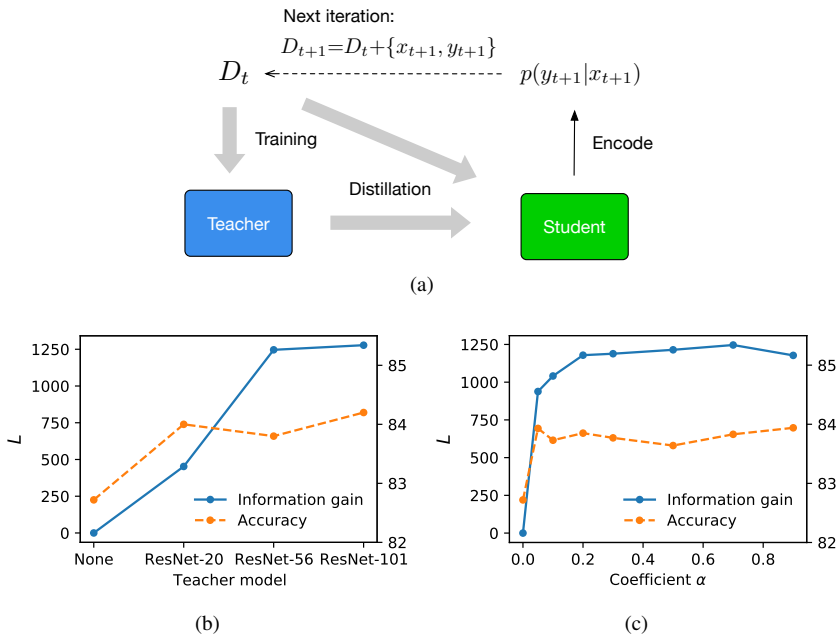 Next iteration:
D_{t+1}=D_t+{x_{t+1}, y_{t+1}}
D_t
p(y_{t+1}|x_{t+1})
Training
Encode
Distillation
Teacher
Student
(a)
1250
1000
750
500
250
0
L
85
84
83
82
Information gain
Accuracy
None
ResNet-20
ResNet-56
ResNet-101
Teacher model
(b)
1250
1000
750
500
250
0
L
85
84
83
82
Information gain
Accuracy
0.0
0.2
0.4
0.6
0.8
Coefficient α
(c)